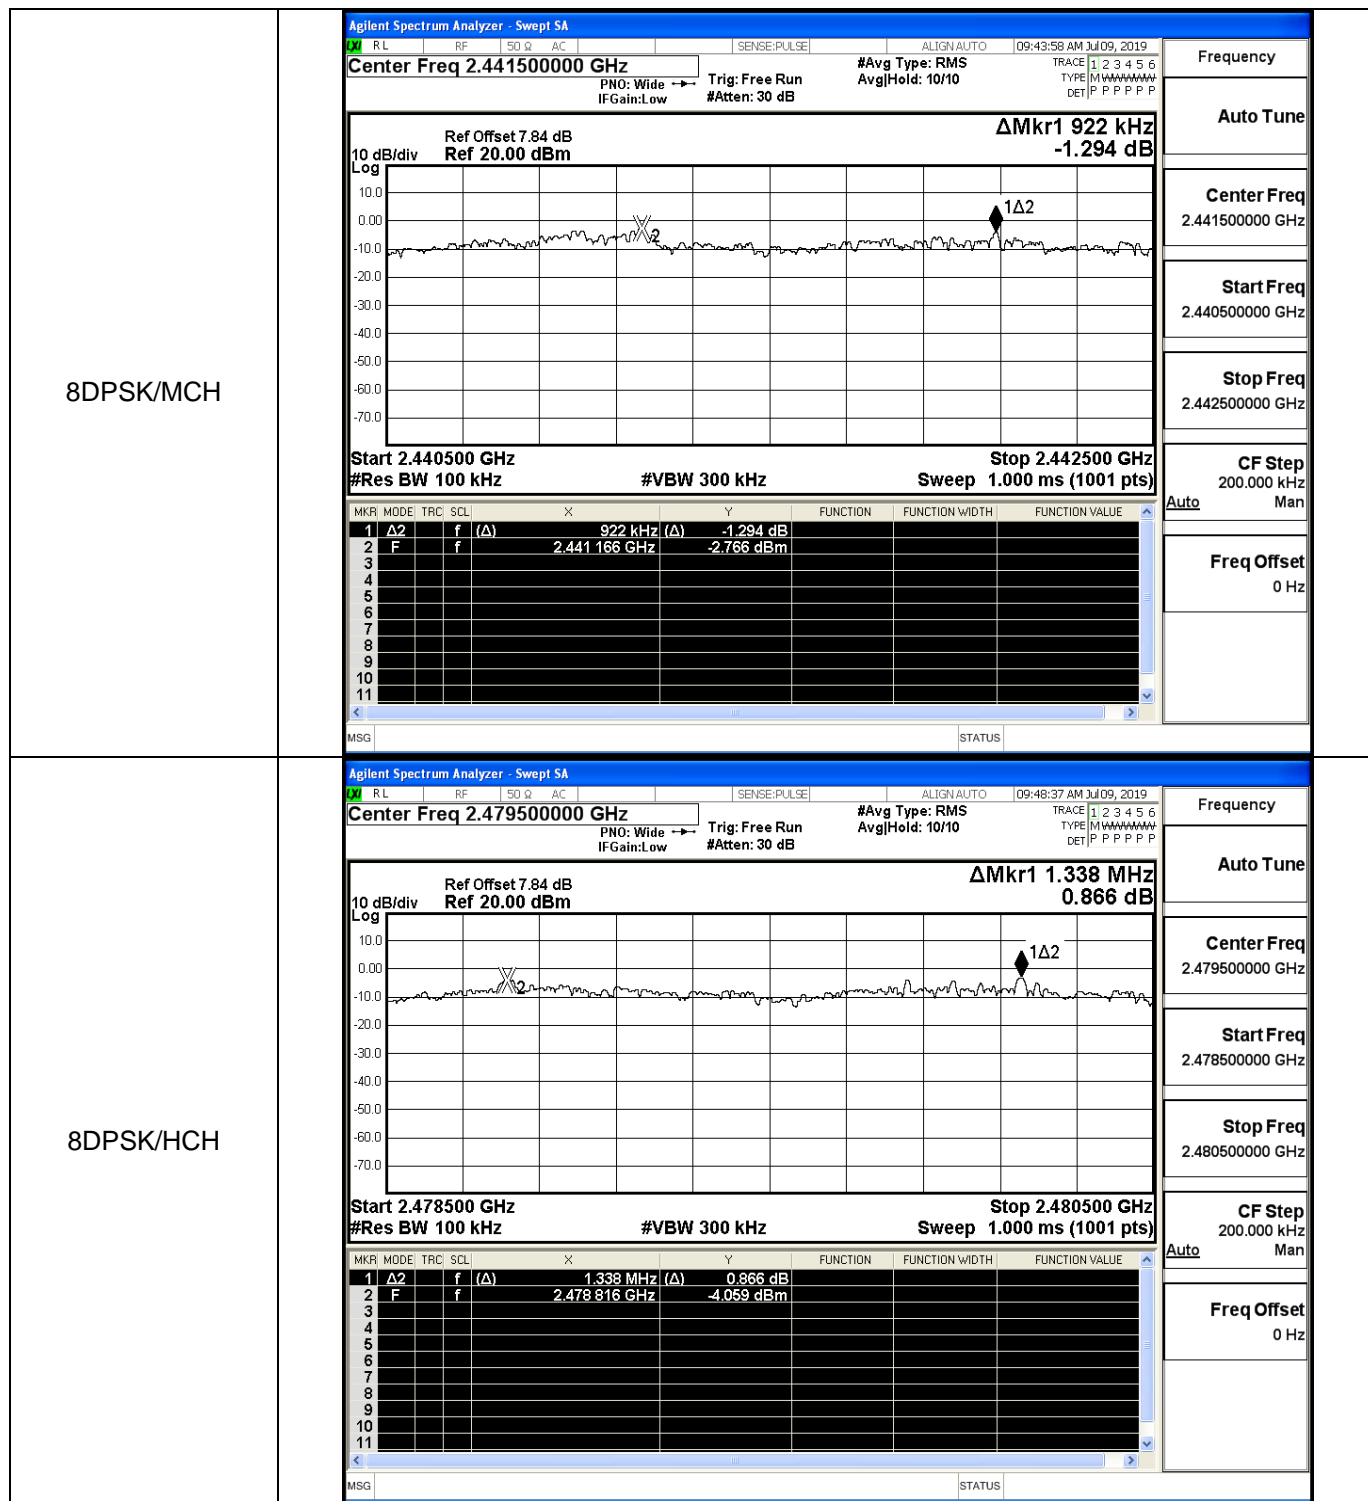 8DPSK/MCH
Agilent Spectrum Analyzer - Swept SA
LXI RL RF 50 Ω AC SENSE:PULSE ALIGN AUTO 09:43:58 AM Jul 09, 2019
Center Freq 2.441500000 GHz
PNO: Wide
IFGain:Low
Trig: Free Run
#Atten: 30 dB
#Avg Type: RMS
Avg|Hold: 10/10
TRACE 1 2 3 4 5 6
TYPE M WWWWW
DET P P P P P P
Ref Offset 7.84 dB
10 dB/div Ref 20.00 dBm
Log
ΔMkr1 922 kHz
-1.294 dB
10.0
0.00
-10.0
-20.0
-30.0
-40.0
-50.0
-60.0
-70.0
2
1Δ2
Start 2.440500 GHz Stop 2.442500 GHz
#Res BW 100 kHz #VBW 300 kHz Sweep 1.000 ms (1001 pts)
MKR MODE TRC SCL X Y FUNCTION FUNCTION WIDTH FUNCTION VALUE
1 Δ2 f (Δ) 922 kHz (Δ) -1.294 dB
2 F f 2.441 166 GHz -2.766 dBm
3
4
5
6
7
8
9
10
11
MSG STATUS
Frequency
Auto Tune
Center Freq
2.441500000 GHz
Start Freq
2.440500000 GHz
Stop Freq
2.442500000 GHz
CF Step
200.000 kHz
Auto Man
Freq Offset
0 Hz
8DPSK/HCH
Agilent Spectrum Analyzer - Swept SA
LXI RL RF 50 Ω AC SENSE:PULSE ALIGN AUTO 09:48:37 AM Jul 09, 2019
Center Freq 2.479500000 GHz
PNO: Wide
IFGain:Low
Trig: Free Run
#Atten: 30 dB
#Avg Type: RMS
Avg|Hold: 10/10
TRACE 1 2 3 4 5 6
TYPE M WWWWW
DET P P P P P P
Ref Offset 7.84 dB
10 dB/div Ref 20.00 dBm
Log
ΔMkr1 1.338 MHz
0.866 dB
10.0
0.00
-10.0
-20.0
-30.0
-40.0
-50.0
-60.0
-70.0
2
1Δ2
Start 2.478500 GHz Stop 2.480500 GHz
#Res BW 100 kHz #VBW 300 kHz Sweep 1.000 ms (1001 pts)
MKR MODE TRC SCL X Y FUNCTION FUNCTION WIDTH FUNCTION VALUE
1 Δ2 f (Δ) 1.338 MHz (Δ) 0.866 dB
2 F f 2.478 816 GHz -4.059 dBm
3
4
5
6
7
8
9
10
11
MSG STATUS
Frequency
Auto Tune
Center Freq
2.479500000 GHz
Start Freq
2.478500000 GHz
Stop Freq
2.480500000 GHz
CF Step
200.000 kHz
Auto Man
Freq Offset
0 Hz